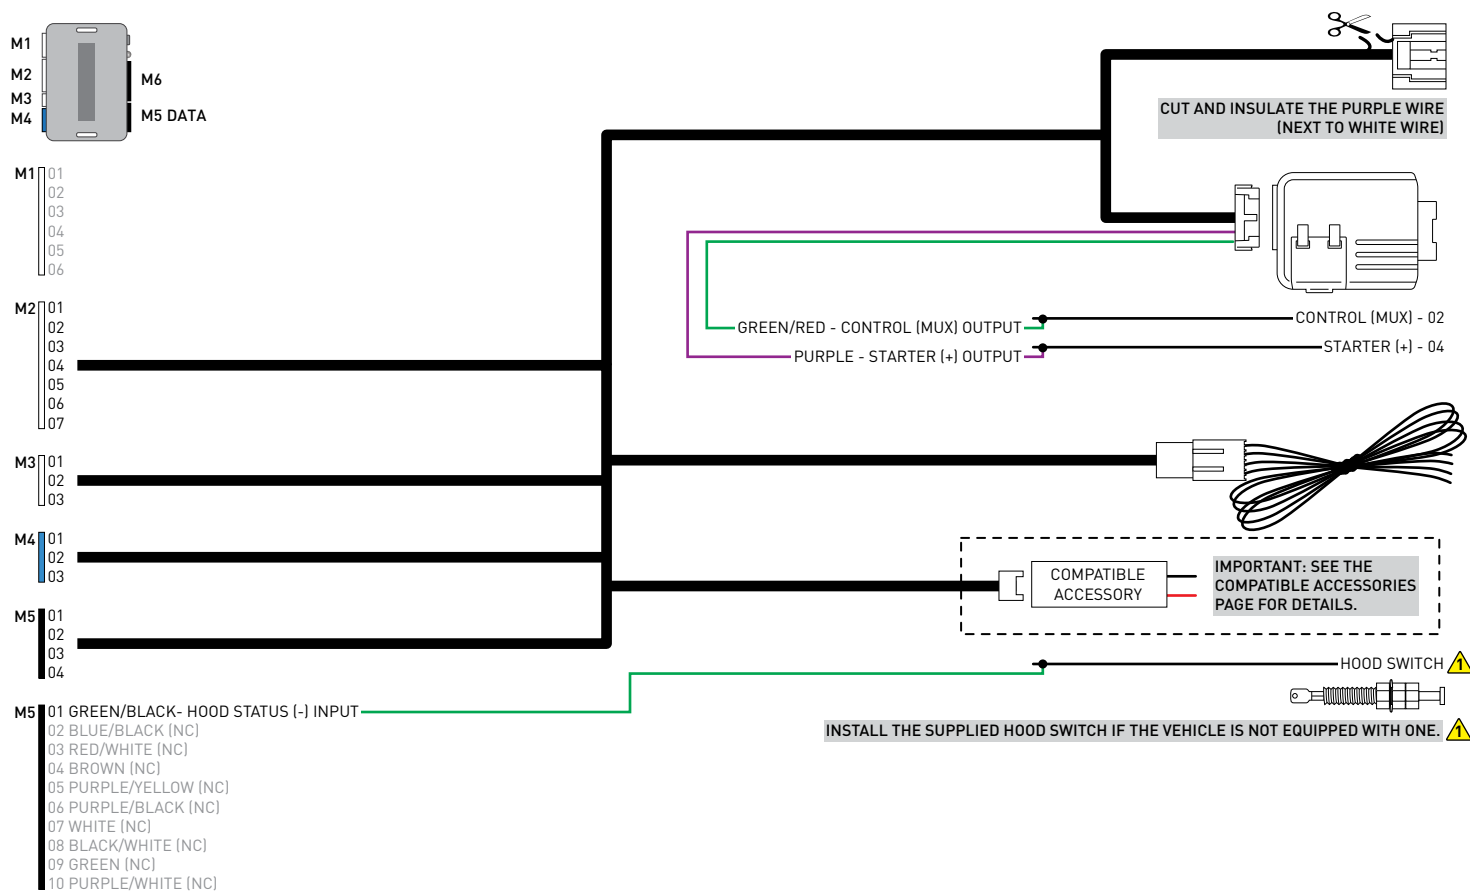 M1
M2
M3
M4
M6
M5 DATA
CUT AND INSULATE THE PURPLE WIRE
(NEXT TO WHITE WIRE)
M1 01
02
03
04
05
06
M2 01
02
03
04
05
06
07
GREEN/RED - CONTROL (MUX) OUTPUT
CONTROL (MUX) - 02
PURPLE - STARTER (+) OUTPUT
STARTER (+) - 04
M3 01
02
03
M4 01
02
03
COMPATIBLE
ACCESSORY
IMPORTANT: SEE THE
COMPATIBLE ACCESSORIES
PAGE FOR DETAILS.
M5 01
02
03
04
HOOD SWITCH 1
INSTALL THE SUPPLIED HOOD SWITCH IF THE VEHICLE IS NOT EQUIPPED WITH ONE. 1
M5 01 GREEN/BLACK- HOOD STATUS (-) INPUT
02 BLUE/BLACK (NC)
03 RED/WHITE (NC)
04 BROWN (NC)
05 PURPLE/YELLOW (NC)
06 PURPLE/BLACK (NC)
07 WHITE (NC)
08 BLACK/WHITE (NC)
09 GREEN (NC)
10 PURPLE/WHITE (NC)